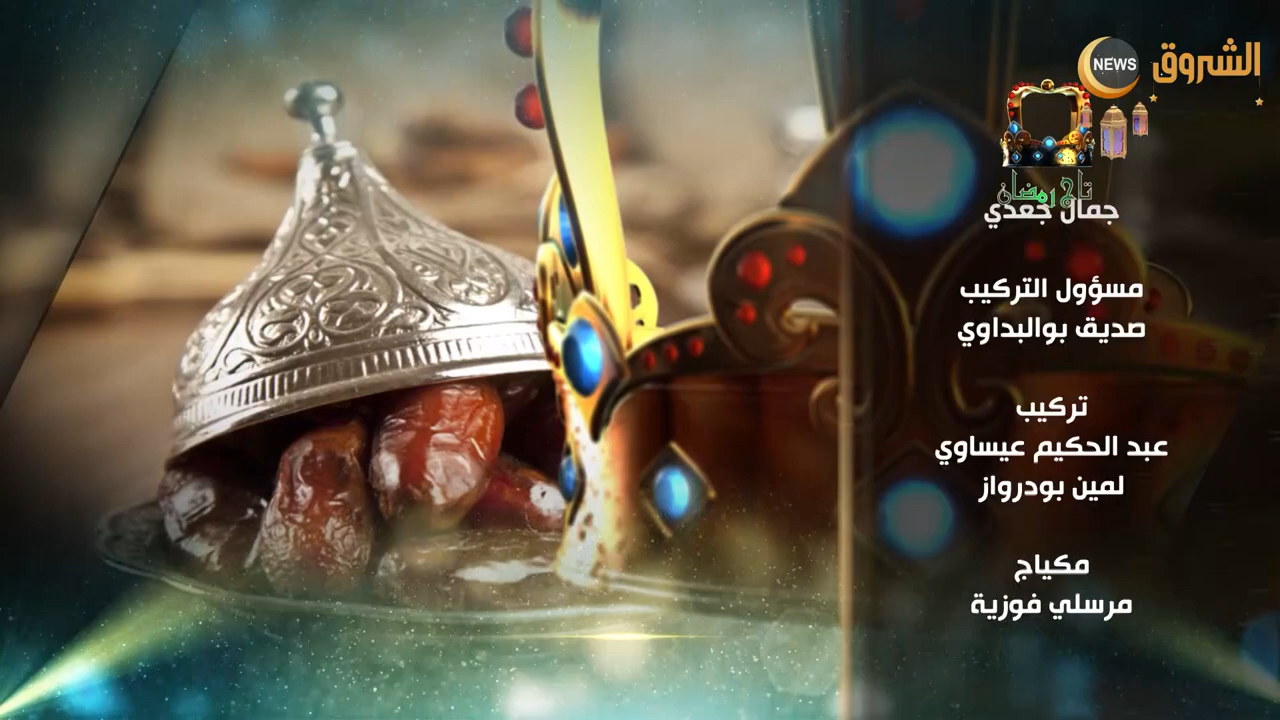 الشروق
NEWS
تاج رمضان
جمال جعدي
مسؤول التركيب
صديق بوالبداوي
تركيب
عبد الحكيم عيساوي
لمين بودرواز
مكياج
مرسلي فوزية